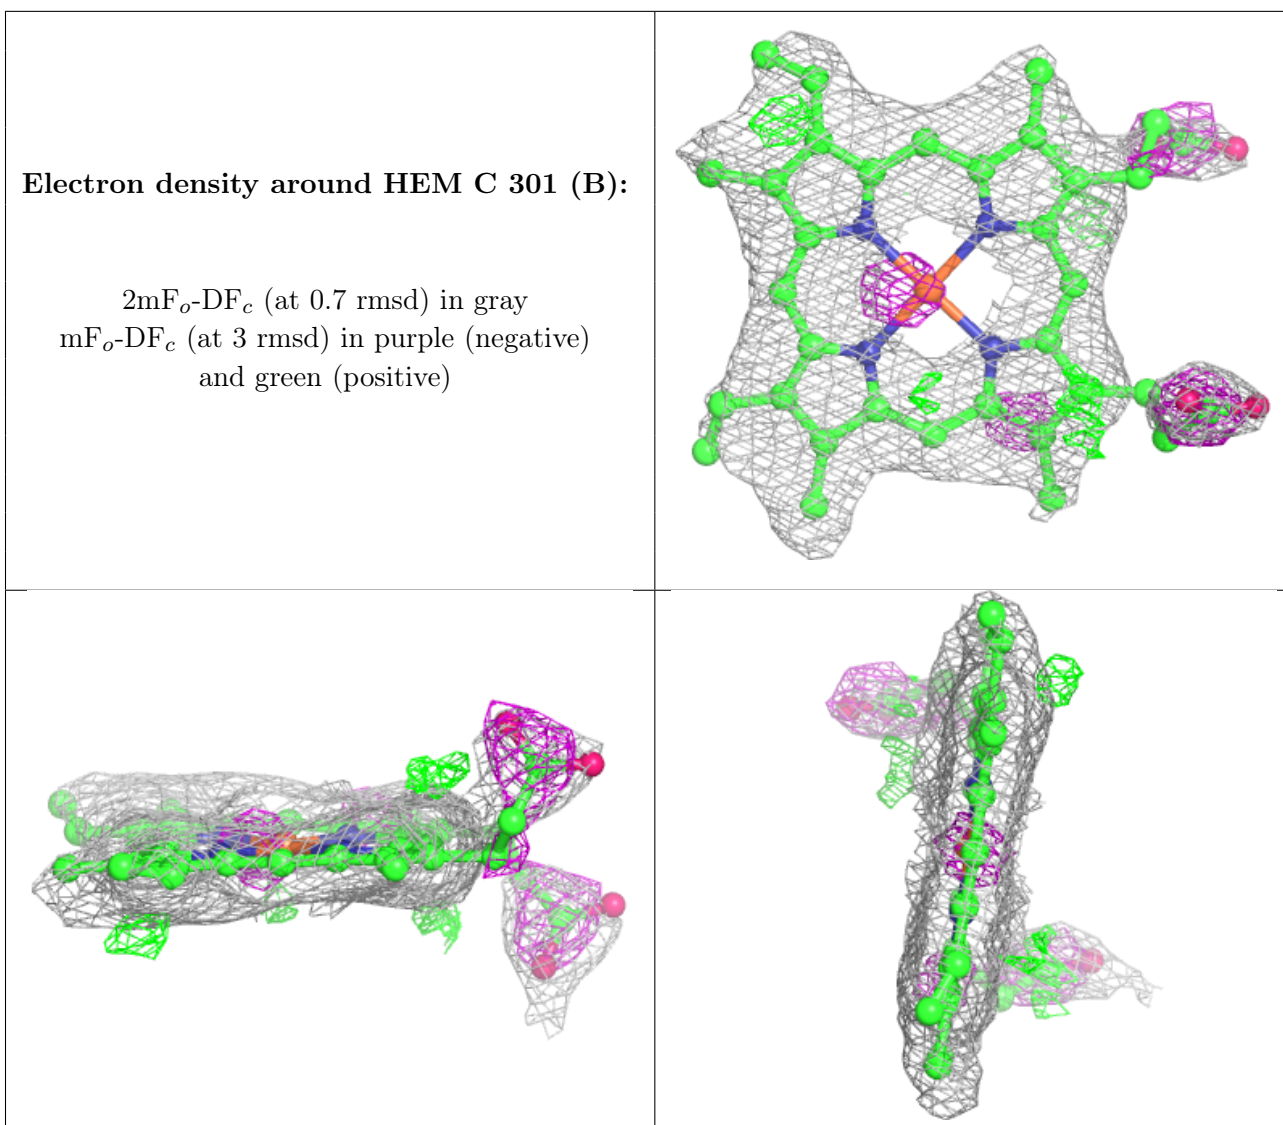 Electron density around HEM C 301 (B):
2mFₒ-DF𝒸 (at 0.7 rmsd) in gray
mFₒ-DF𝒸 (at 3 rmsd) in purple (negative)
and green (positive)